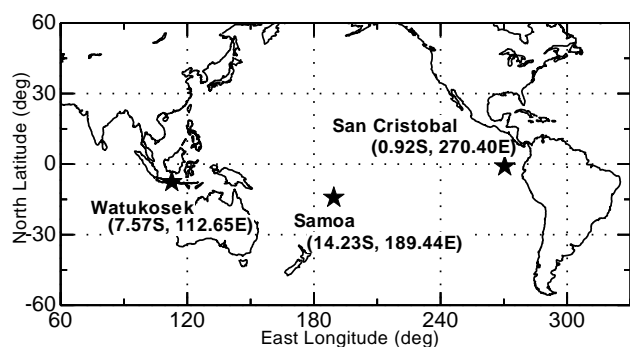 60
30
0
-30
-60
North Latitude (deg)
San Cristobal
(0.92S, 270.40E)
Watukosek
(7.57S, 112.65E)
Samoa
(14.23S, 189.44E)
60 120 180 240 300
East Longitude (deg)